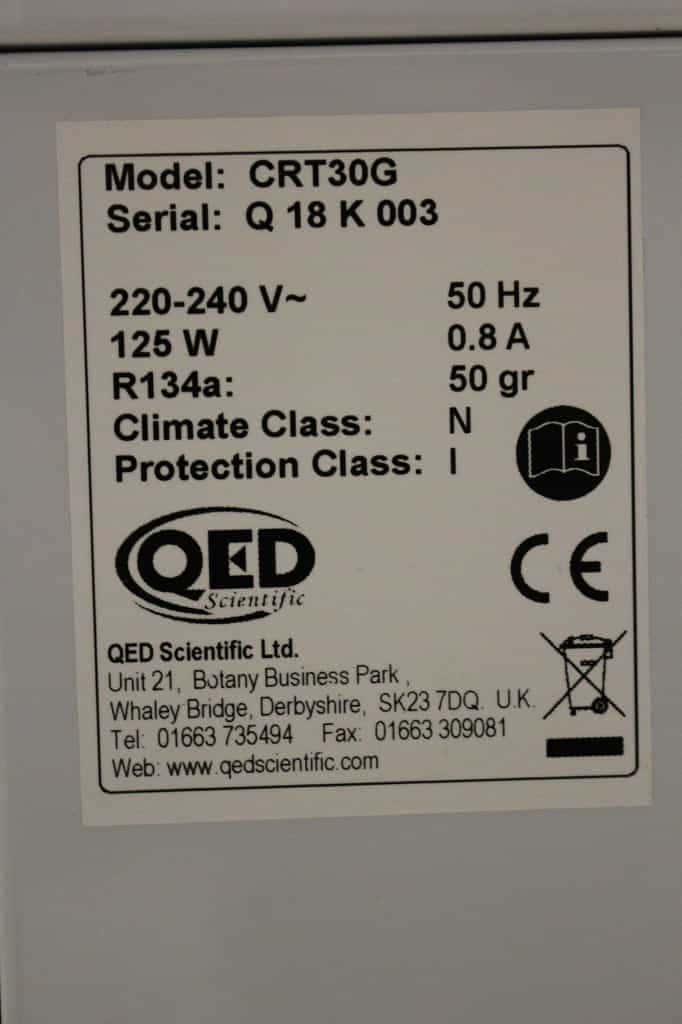 Model: CRT30G
Serial: Q 18 K 003
220-240 V~ 50 Hz
125 W 0.8 A
R134a: 50 gr
Climate Class: N
Protection Class: I
i
QED
Scientific
CE
QED Scientific Ltd.
Unit 21, Botany Business Park ,
Whaley Bridge, Derbyshire, SK23 7DQ. U.K.
Tel: 01663 735494 Fax: 01663 309081
Web: www.qedscientific.com